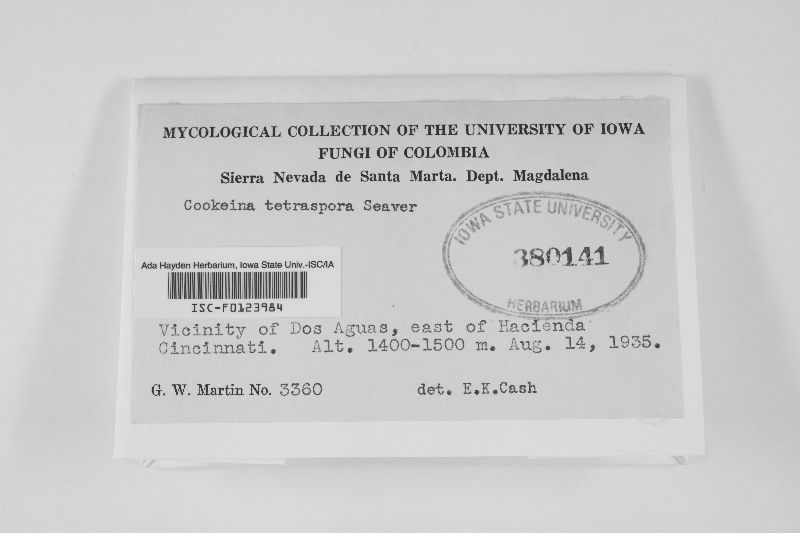 MYCOLOGICAL COLLECTION OF THE UNIVERSITY OF IOWA
FUNGI OF COLOMBIA
Sierra Nevada de Santa Marta. Dept. Magdalena
Cookeina tetraspora Seaver
IOWA STATE UNIVERSITY
380141
HERBARIUM
Ada Hayden Herbarium, Iowa State Univ.-ISC/IA
ISC-F0123984
Vicinity of Dos Aguas, east of Hacienda
Cincinnati. Alt. 1400-1500 m. Aug. 14, 1935.
G. W. Martin No. 3360 det. E.K.Cash